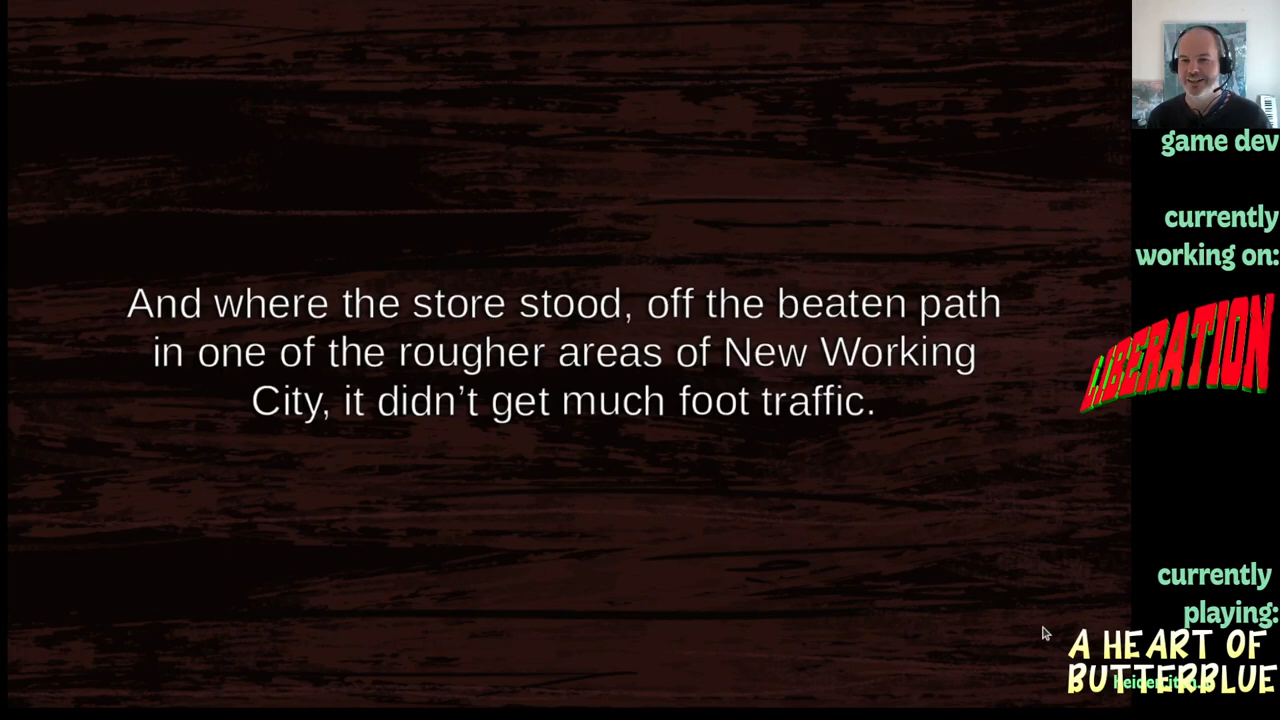 And where the store stood, off the beaten path
in one of the rougher areas of New Working
City, it didn’t get much foot traffic.
game dev
currently
working on:
LIBERATION
currently
playing:
A HEART OF
BUTTERBLUE